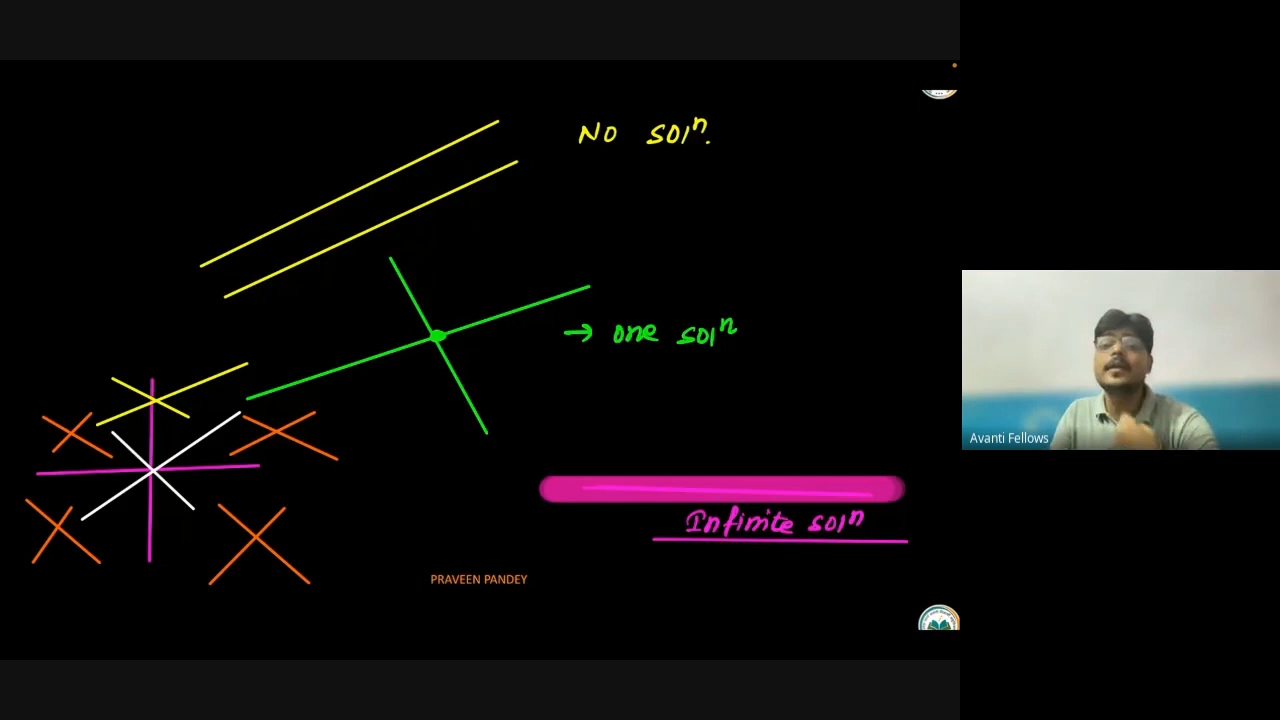 No solⁿ.
→ one solⁿ
Infinite solⁿ
PRAVEEN PANDEY
Avanti Fellows